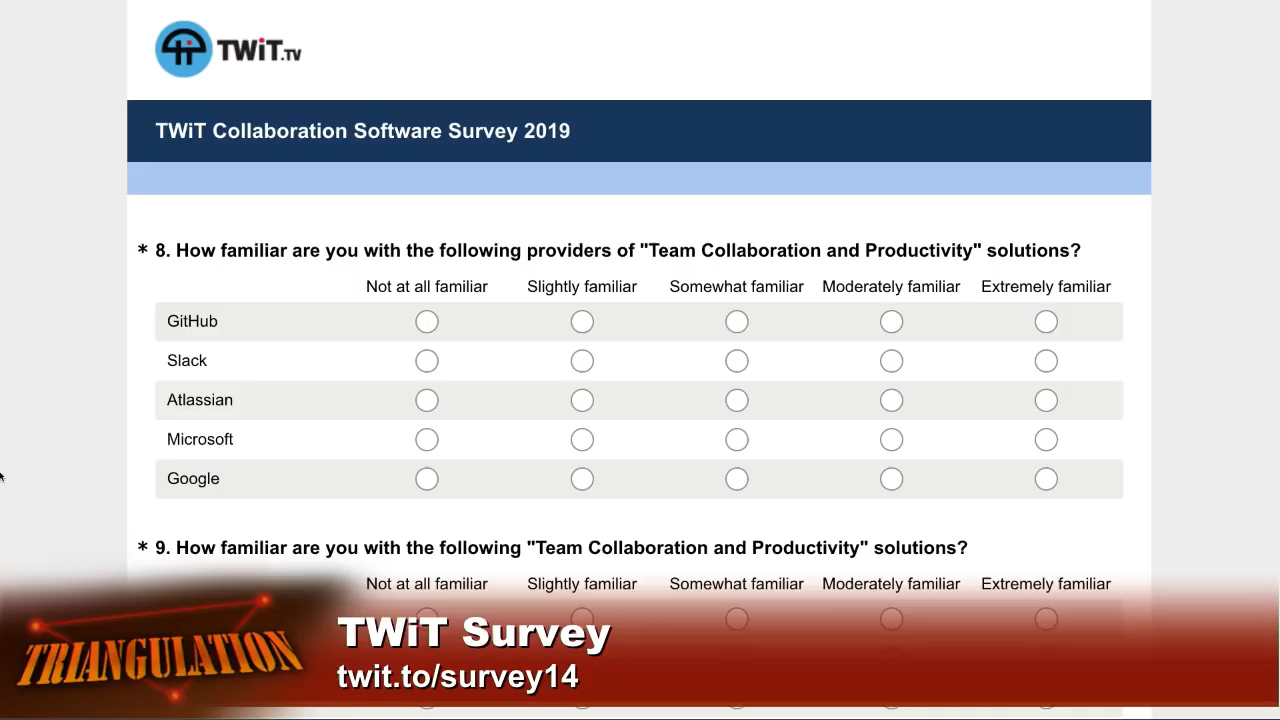 TWiT.TV
TWiT Collaboration Software Survey 2019
* 8. How familiar are you with the following providers of "Team Collaboration and Productivity" solutions?
Not at all familiar Slightly familiar Somewhat familiar Moderately familiar Extremely familiar
GitHub
Slack
Atlassian
Microsoft
Google
* 9. How familiar are you with the following "Team Collaboration and Productivity" solutions?
Not at all familiar Slightly familiar Somewhat familiar Moderately familiar Extremely familiar
TRIANGULATION
TWiT Survey
twit.to/survey14